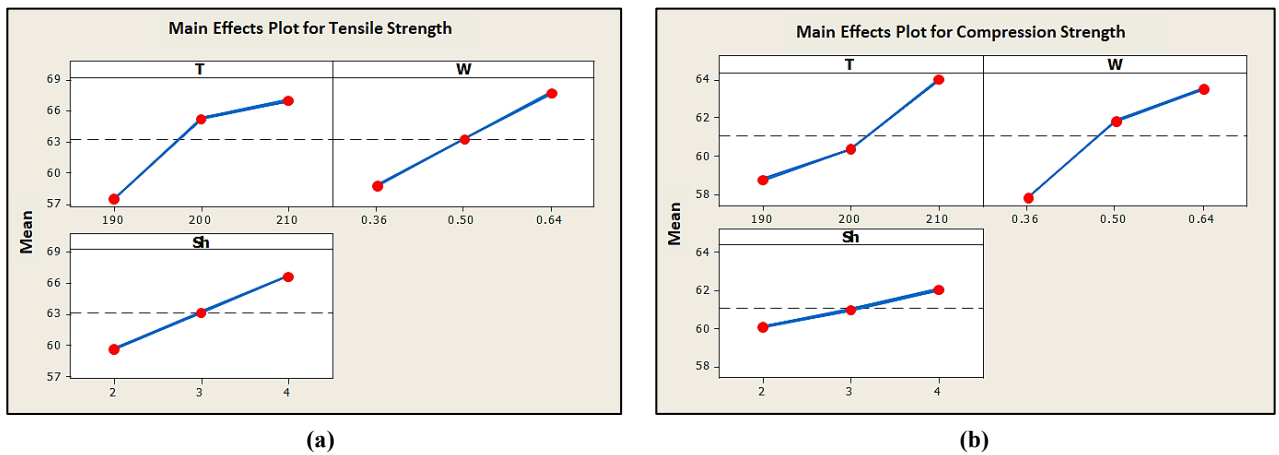 Main Effects Plot for Tensile Strength
T W
69
66
63
60
57
190 200 210 0.36 0.50 0.64
Sh
69
66
63
60
57
2 3 4
Mean
(a)
Main Effects Plot for Compression Strength
T W
64
62
60
58
190 200 210 0.36 0.50 0.64
Sh
64
62
60
58
2 3 4
Mean
(b)